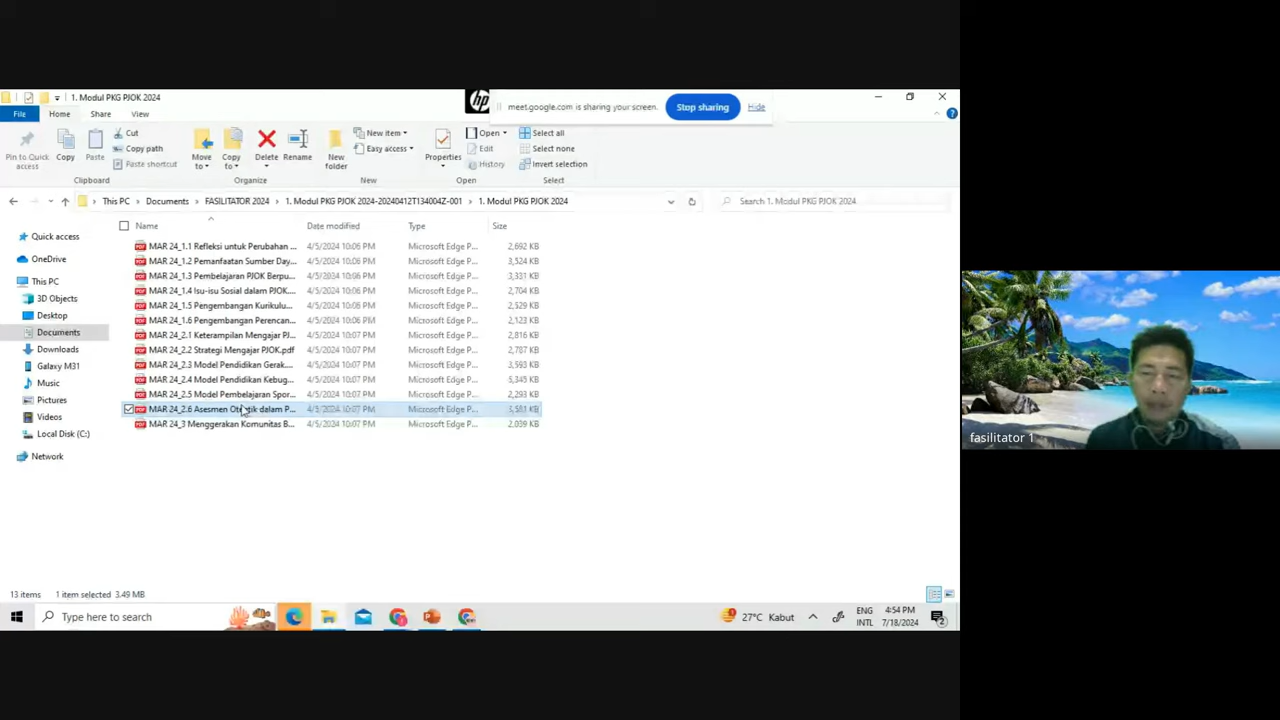 1. Modul PKG PJOK 2024
hp
meet.google.com is sharing your screen.
Stop sharing
Hide
File Home Share View
Pin to Quick access
Copy
Paste
Cut
Copy path
Paste shortcut
Clipboard
Move to
Copy to
Delete
Rename
Organize
New folder
New item
Easy access
New
Properties
Open
Edit
History
Open
Select all
Select none
Invert selection
Select
This PC > Documents > FASILITATOR 2024 > 1. Modul PKG PJOK 2024-20240412T134004Z-001 > 1. Modul PKG PJOK 2024
Search 1. Modul PKG PJOK 2024
Name Date modified Type Size
Quick access
OneDrive
This PC
3D Objects
Desktop
Documents
Downloads
Galaxy M31
Music
Pictures
Videos
Local Disk (C:)
Network
MAR 24_1.1 Refleksi untuk Perubahan ... 4/5/2024 10:06 PM Microsoft Edge P... 2,692 KB
MAR 24_1.2 Pemanfaatan Sumber Day... 4/5/2024 10:06 PM Microsoft Edge P... 3,524 KB
MAR 24_1.3 Pembelajaran PJOK Berpu... 4/5/2024 10:06 PM Microsoft Edge P... 3,331 KB
MAR 24_1.4 Isu-isu Sosial dalam PJOK... 4/5/2024 10:06 PM Microsoft Edge P... 2,704 KB
MAR 24_1.5 Pengembangan Kurikulu... 4/5/2024 10:06 PM Microsoft Edge P... 2,529 KB
MAR 24_1.6 Pengembangan Perencan... 4/5/2024 10:06 PM Microsoft Edge P... 2,123 KB
MAR 24_2.1 Keterampilan Mengajar PJ... 4/5/2024 10:07 PM Microsoft Edge P... 2,816 KB
MAR 24_2.2 Strategi Mengajar PJOK.pdf 4/5/2024 10:07 PM Microsoft Edge P... 2,787 KB
MAR 24_2.3 Model Pendidikan Gerak.... 4/5/2024 10:07 PM Microsoft Edge P... 3,593 KB
MAR 24_2.4 Model Pendidikan Kebug... 4/5/2024 10:07 PM Microsoft Edge P... 5,345 KB
MAR 24_2.5 Model Pembelajaran Spor... 4/5/2024 10:07 PM Microsoft Edge P... 2,293 KB
MAR 24_2.6 Asesmen Otentik dalam P... 4/5/2024 10:07 PM Microsoft Edge P... 3,581 KB
MAR 24_3 Menggerakan Komunitas B... 4/5/2024 10:07 PM Microsoft Edge P... 2,039 KB
fasilitator 1
13 items 1 item selected 3.49 MB
Type here to search
27°C Kabut
ENG
INTL
4:54 PM
7/18/2024
2